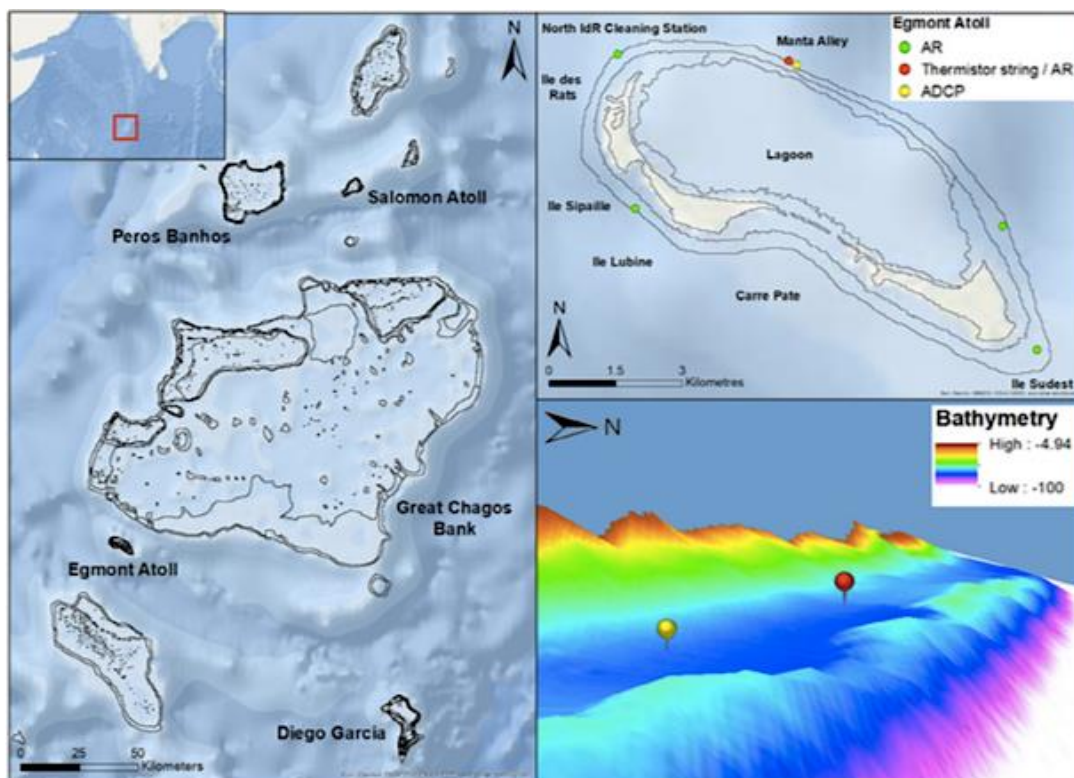 N
Salomon Atoll
Peros Banhos
Great Chagos
Bank
Egmont Atoll
Diego Garcia
0 25 50
Kilometers
North IdR Cleaning Station
Manta Alley
Egmont Atoll
AR
Thermistor string / AR
ADCP
Ile des
Rats
Lagoon
Ile Sipaille
Ile Lubine
Carre Pate
N
0 1.5 3
Kilometres
Ile Sudest
N
Bathymetry
High : -4.94
Low : -100